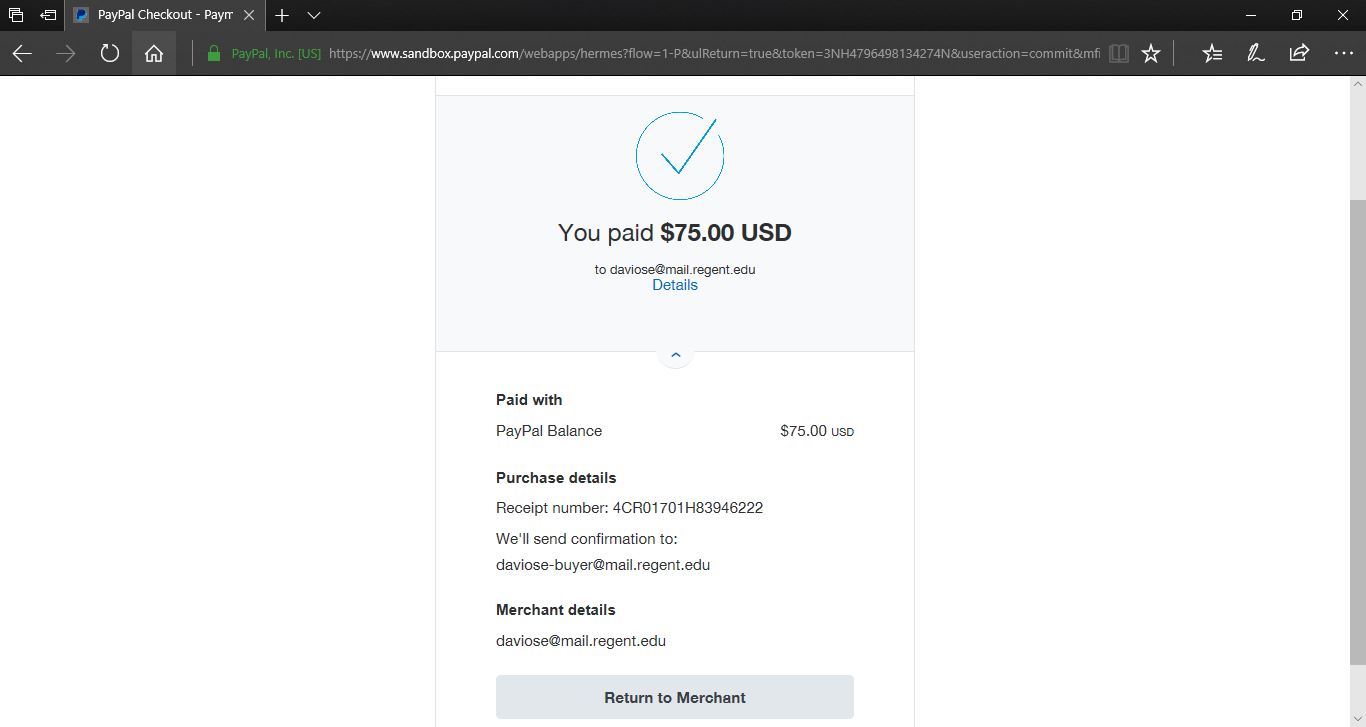 PayPal Checkout - Paym
PayPal, Inc. [US] https://www.sandbox.paypal.com/webapps/hermes?flow=1-P&ulReturn=true&token=3NH4796498134274N&useraction=commit&mfi
You paid $75.00 USD
to daviose@mail.regent.edu
Details
Paid with
PayPal Balance $75.00 USD
Purchase details
Receipt number: 4CR01701H83946222
We'll send confirmation to:
daviose-buyer@mail.regent.edu
Merchant details
daviose@mail.regent.edu
Return to Merchant